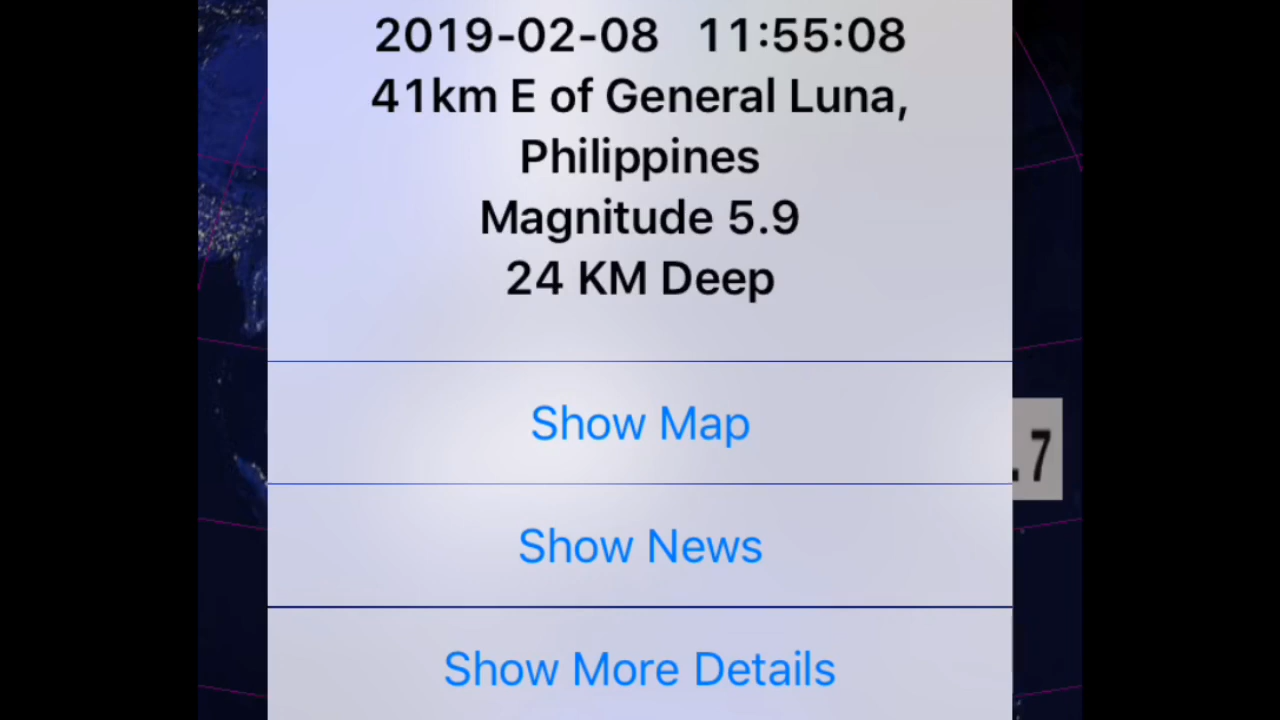 2019-02-08 11:55:08
41km E of General Luna,
Philippines
Magnitude 5.9
24 KM Deep
Show Map
.7
Show News
Show More Details